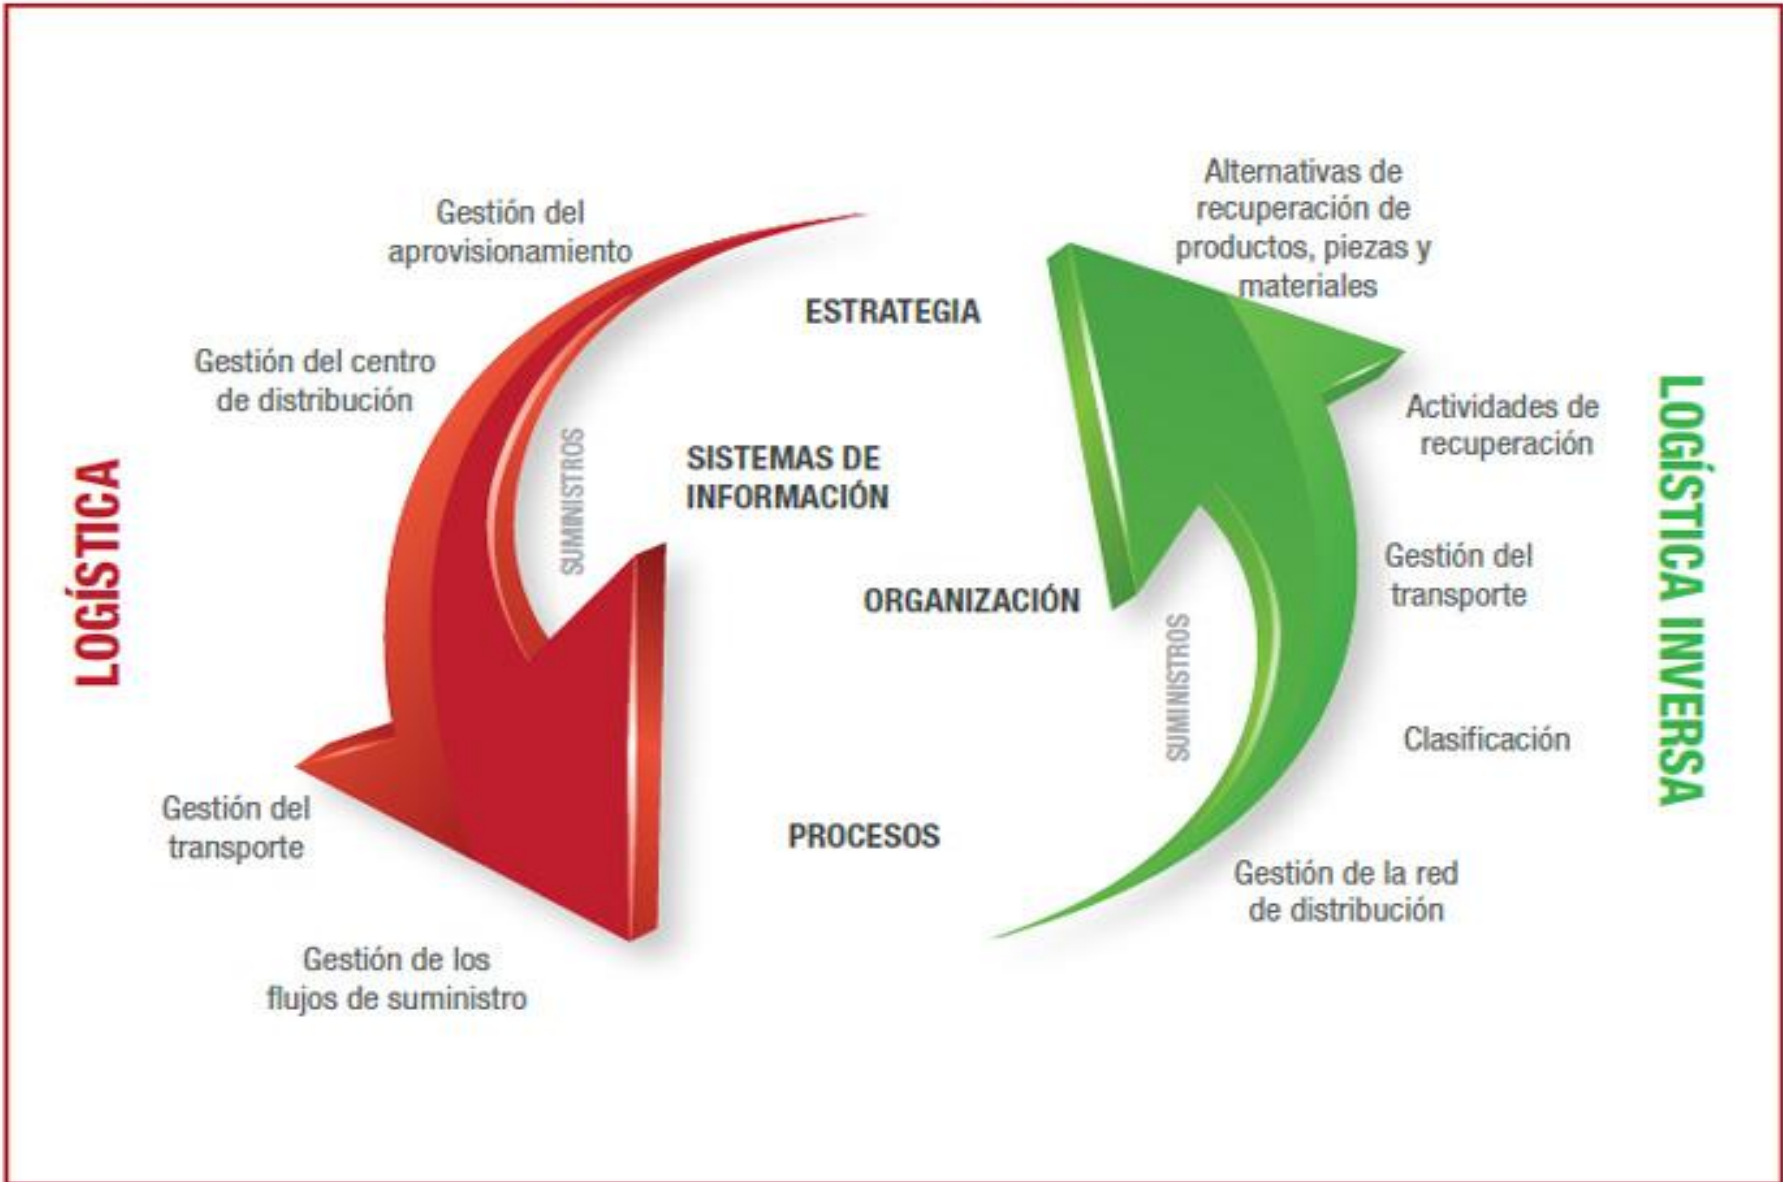 LOGÍSTICA
Gestión del
aprovisionamiento
Gestión del centro
de distribución
SUMINISTROS
Gestión del
transporte
Gestión de los
flujos de suministro
ESTRATEGIA
SISTEMAS DE
INFORMACIÓN
ORGANIZACIÓN
PROCESOS
Alternativas de
recuperación de
productos, piezas y
materiales
Actividades de
recuperación
Gestión del
transporte
SUMINISTROS
Clasificación
Gestión de la red
de distribución
LOGÍSTICA INVERSA